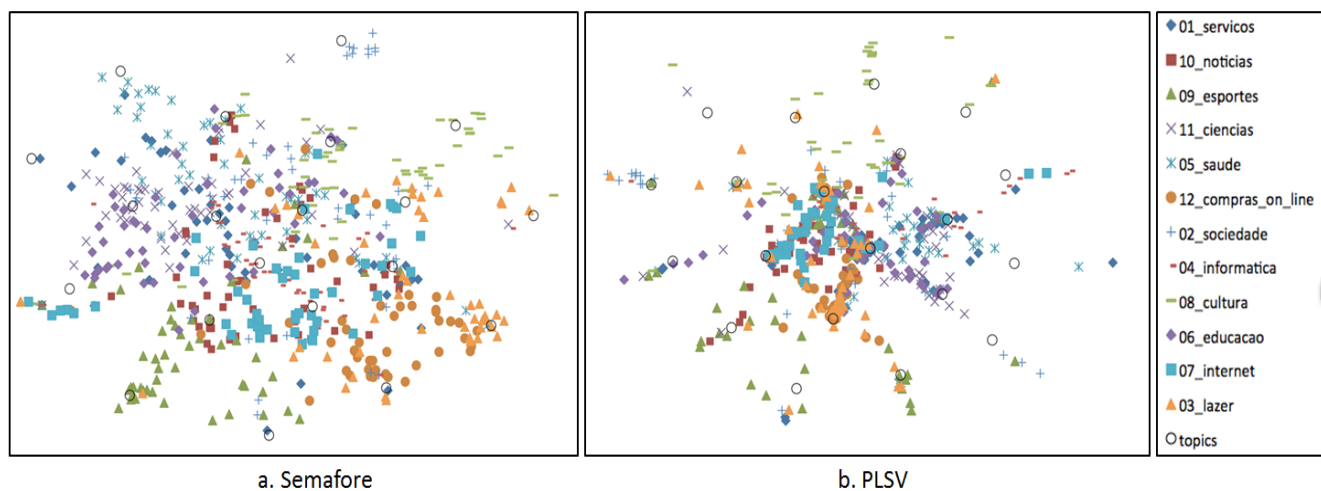 01_servicos
10_noticias
09_esportes
11_ciencias
05_saude
12_compras_on_line
02_sociedade
04_informatica
08_cultura
06_educacao
07_internet
03_lazer
topics
a. Semafore
b. PLSV